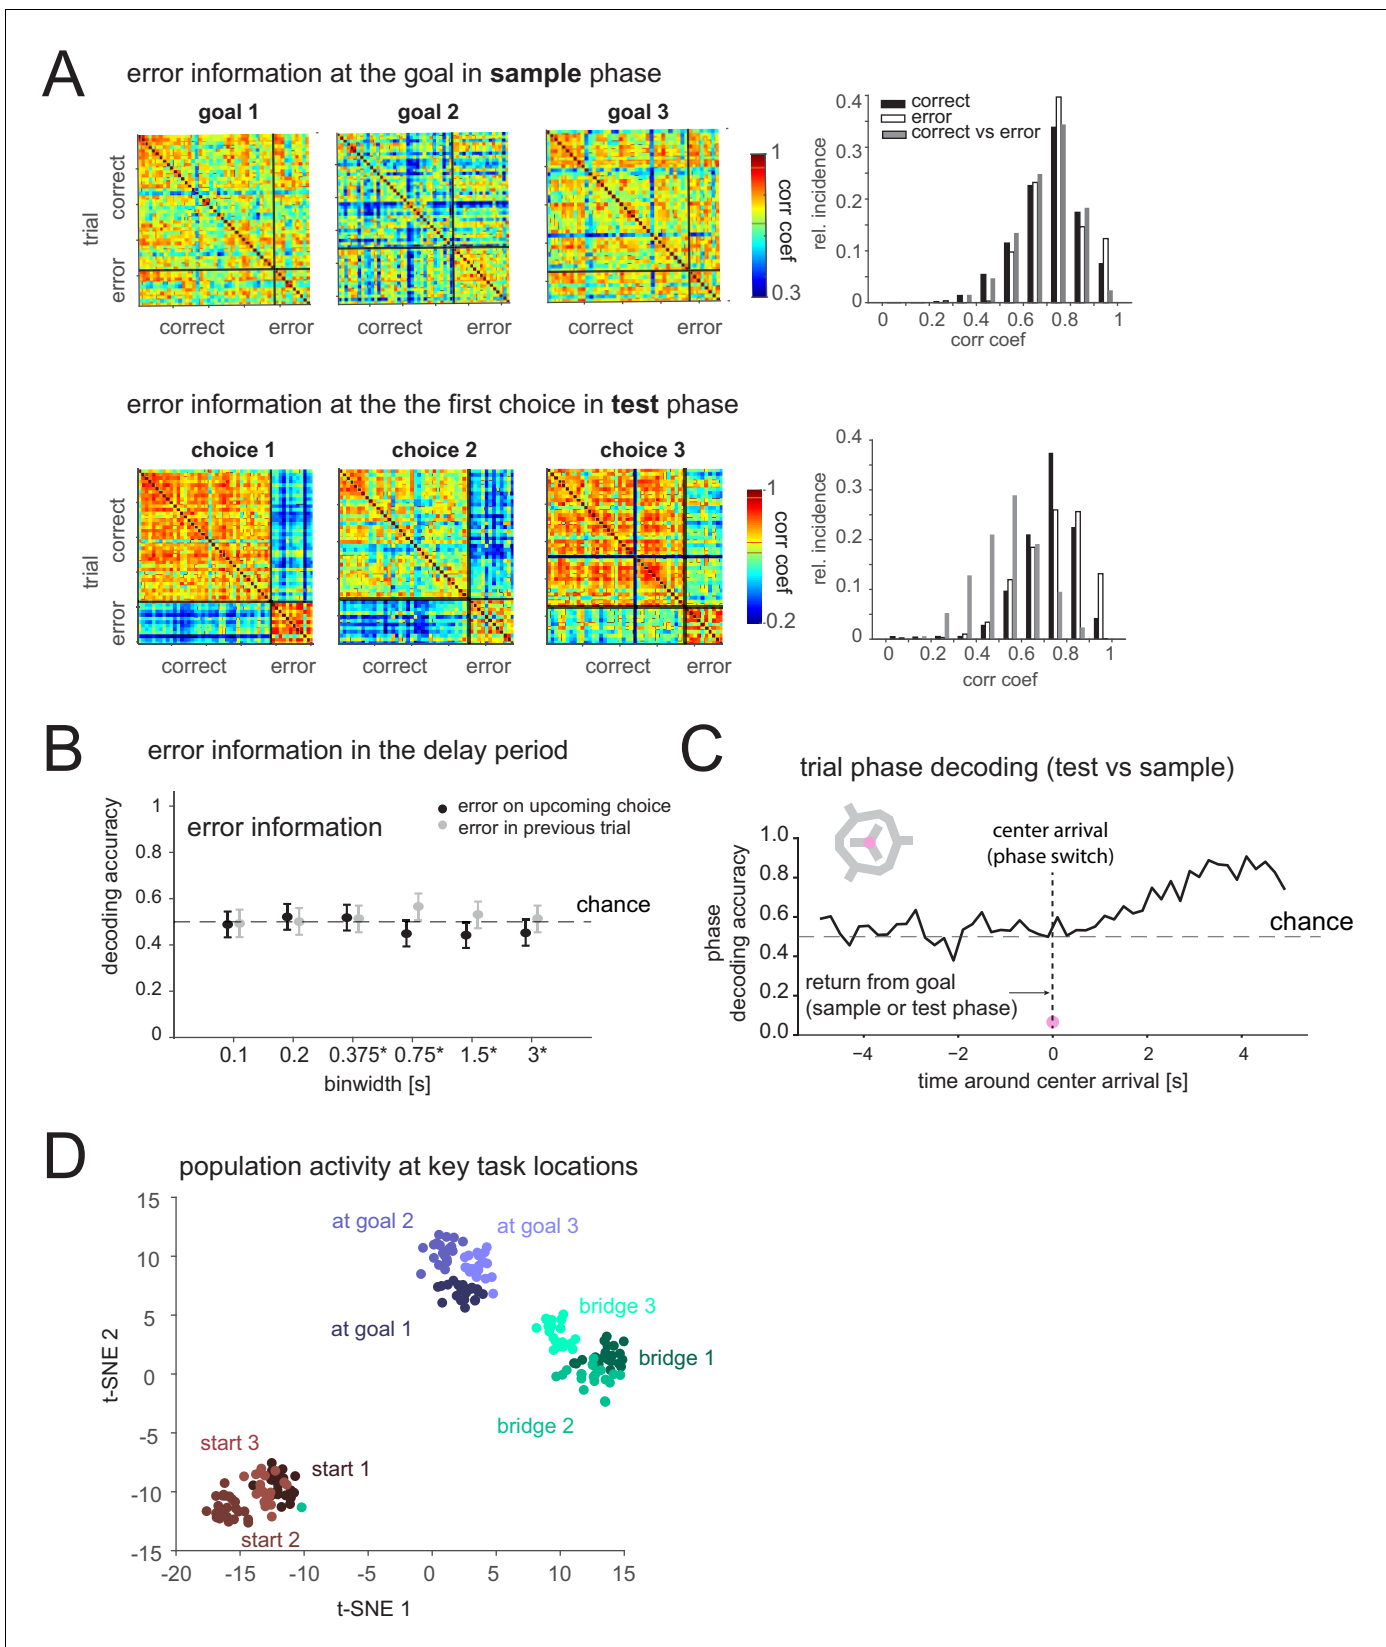 A
error information at the goal in sample phase
goal 1
goal 2
goal 3
trial
correct
error
correct
error
correct
error
correct
error
1
corr coef
0.3
correct
error
correct vs error
rel. incidence
0.4
0.3
0.2
0.1
0
0
0.2
0.4
0.6
0.8
1
corr coef
error information at the the first choice in test phase
choice 1
choice 2
choice 3
trial
correct
error
correct
error
correct
error
correct
error
1
corr coef
0.2
rel. incidence
0.4
0.3
0.2
0.1
0
0
0.2
0.4
0.6
0.8
1
corr coef
B
error information in the delay period
decoding accuracy
1
0.8
0.6
0.4
0.2
0
error information
error on upcoming choice
error in previous trial
chance
0.1
0.2
0.375*
0.75*
1.5*
3*
binwidth [s]
C
trial phase decoding (test vs sample)
phase
decoding accuracy
1.0
0.8
0.6
0.4
0.2
0.0
center arrival
(phase switch)
chance
return from goal
(sample or test phase)
−4
−2
0
2
4
time around center arrival [s]
D
population activity at key task locations
t-SNE 2
15
10
5
0
-5
-10
-15
at goal 2
at goal 3
at goal 1
bridge 3
bridge 1
bridge 2
start 3
start 1
start 2
-20
-15
-10
-5
0
5
10
15
t-SNE 1